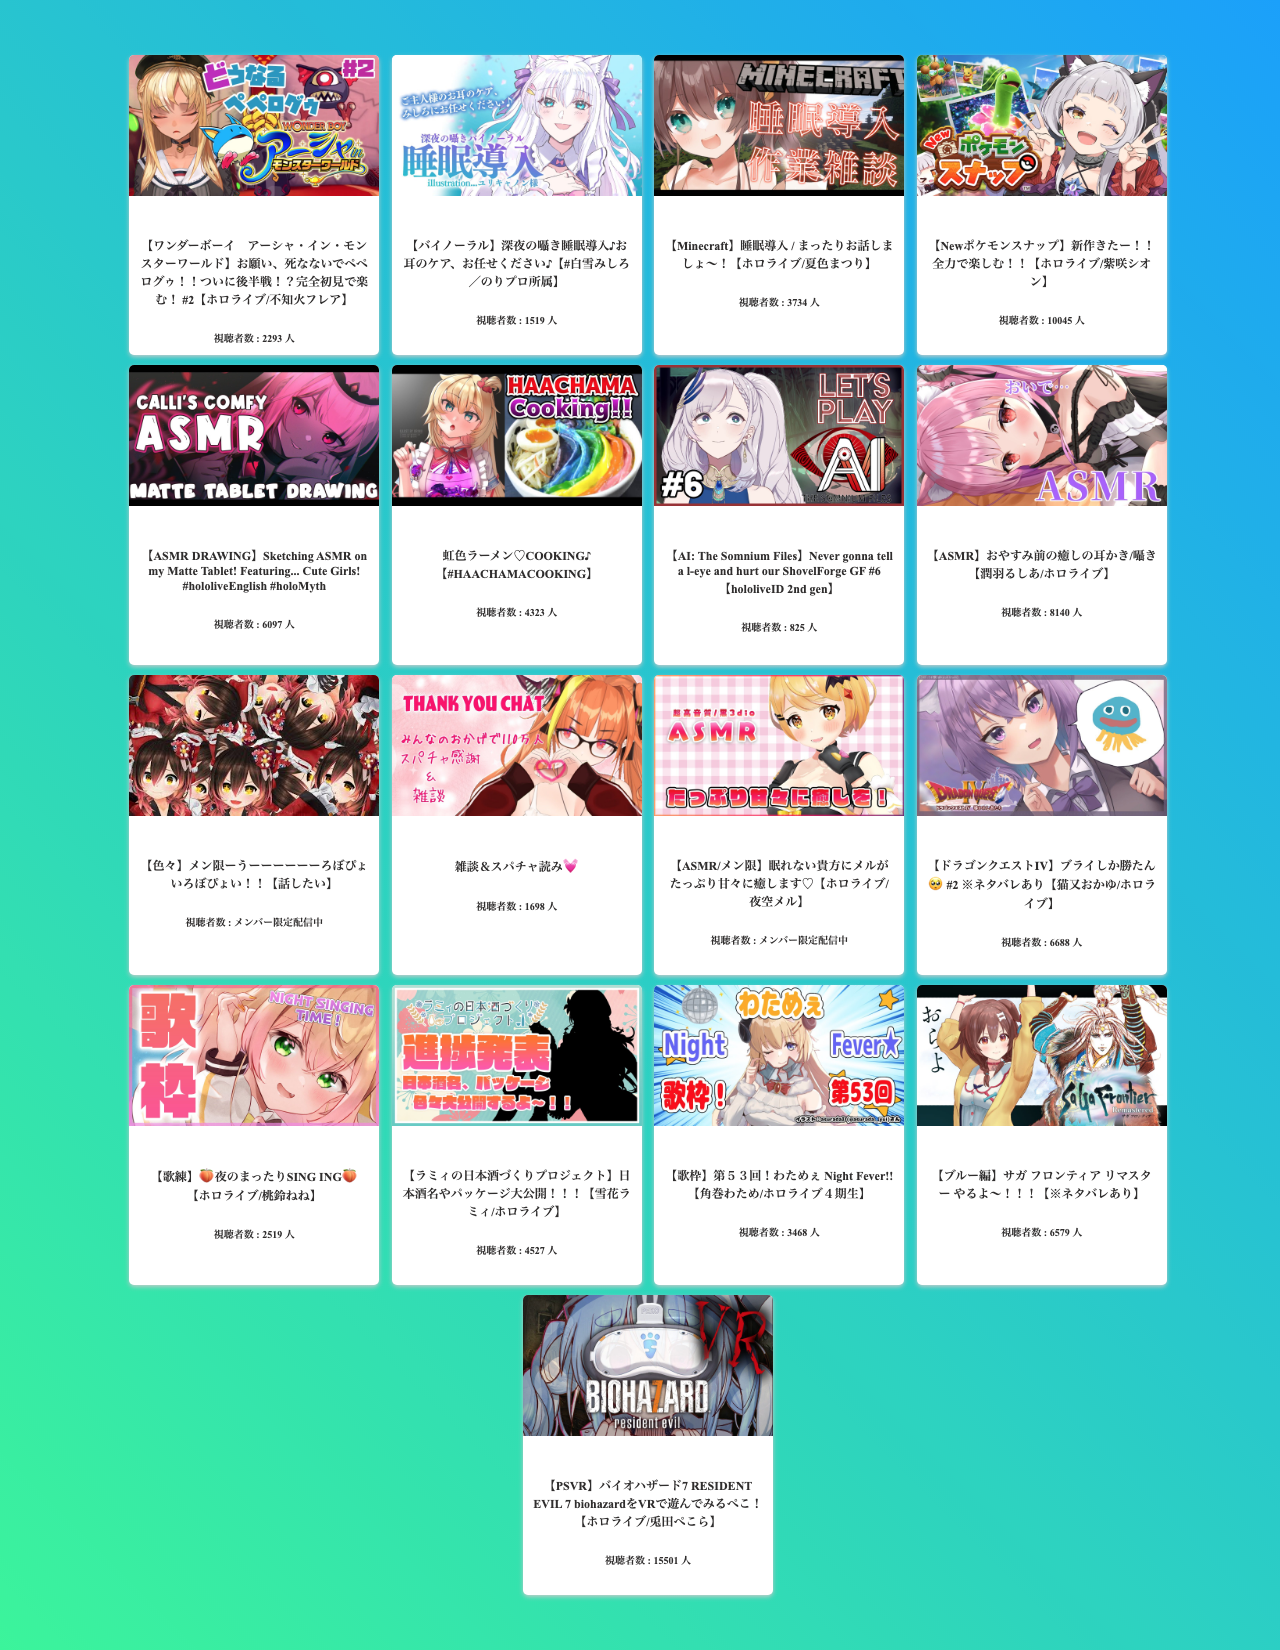 どうなる
#2
ペペログゥ
WONDER BOY
アーシャ in
モンスターワールド
【ワンダーボーイ　アーシャ・イン・モン
スターワールド】お願い、死なないでペペ
ログゥ！！ついに後半戦！？完全初見で楽
む！ #2【ホロライブ/不知火フレア】
視聴者数 : 2293 人
ご主人様のお耳のケア、
みしろにお任せください♪
深夜の囁きバイノーラル
睡眠導入
illustration...ユリキャノン様
【バイノーラル】深夜の囁き睡眠導入♪お
耳のケア、お任せください♪【#白雪みしろ
／のりプロ所属】
視聴者数 : 1519 人
MINECRAFT
睡眠導入
作業雑談
【Minecraft】睡眠導入 / まったりお話しま
しょ〜！【ホロライブ/夏色まつり】
視聴者数 : 3734 人
New
ポケモン
スナップ
【Newポケモンスナップ】新作きたー！！
全力で楽しむ！！【ホロライブ/紫咲シオ
ン】
視聴者数 : 10045 人
CALLI'S COMFY
ASMR
MATTE TABLET DRAWING
【ASMR DRAWING】Sketching ASMR on
my Matte Tablet! Featuring... Cute Girls!
#hololiveEnglish #holoMyth
視聴者数 : 6097 人
HAACHAMA
Cooking!!
虹色ラーメン♡COOKING♪
【#HAACHAMACOOKING】
視聴者数 : 4323 人
LET'S
PLAY
AI
#6
【AI: The Somnium Files】Never gonna tell
a l-eye and hurt our ShovelForge GF #6
【hololiveID 2nd gen】
視聴者数 : 825 人
おいで…
ASMR
【ASMR】おやすみ前の癒しの耳かき/囁き
【潤羽るしあ/ホロライブ】
視聴者数 : 8140 人
【色々】メン限ーうーーーーーーろぼぴょ
いろぼぴょい！！【話したい】
視聴者数 : メンバー限定配信中
THANK YOU CHAT
みんなのおかげで110万人
スパチャ感謝
&
雑談
雑談＆スパチャ読み💓
視聴者数 : 1698 人
超高音質/黒3dio
ASMR
たっぷり甘々に癒しを！
【ASMR/メン限】眠れない貴方にメルが
たっぷり甘々に癒します♡【ホロライブ/
夜空メル】
視聴者数 : メンバー限定配信中
DRAGON QUEST
IV
【ドラゴンクエストIV】ブライしか勝たん
🥺 #2 ※ネタバレあり【猫又おかゆ/ホロラ
イブ】
視聴者数 : 6688 人
歌枠
NIGHT SINGING
TIME！
【歌練】🍑夜のまったりSING ING🍑
【ホロライブ/桃鈴ねね】
視聴者数 : 2519 人
ラミィの日本酒づくり
プロジェクト！
進捗発表
日本酒名、パッケージ
色々大公開するよ〜！！
【ラミィの日本酒づくりプロジェクト】日
本酒名やパッケージ大公開！！！【雪花ラ
ミィ/ホロライブ】
視聴者数 : 4527 人
わためぇ
Night
Fever★
歌枠！
第53回
【歌枠】第５３回！わためぇ Night Fever!!
【角巻わため/ホロライブ４期生】
視聴者数 : 3468 人
おらよ
SaGa Frontier
Remastered
【ブルー編】サガ フロンティア リマスタ
ー やるよ〜！！！【※ネタバレあり】
視聴者数 : 6579 人
VR
BIOHAZARD
resident evil
【PSVR】バイオハザード7 RESIDENT
EVIL 7 biohazardをVRで遊んでみるぺこ！
【ホロライブ/兎田ぺこら】
視聴者数 : 15501 人